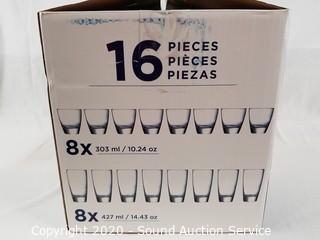 16 PIECES
PIÈCES
PIEZAS
8x 303 ml / 10.24 oz
8x 427 ml / 14.43 oz
Copyright 2020 - Sound Auction Service